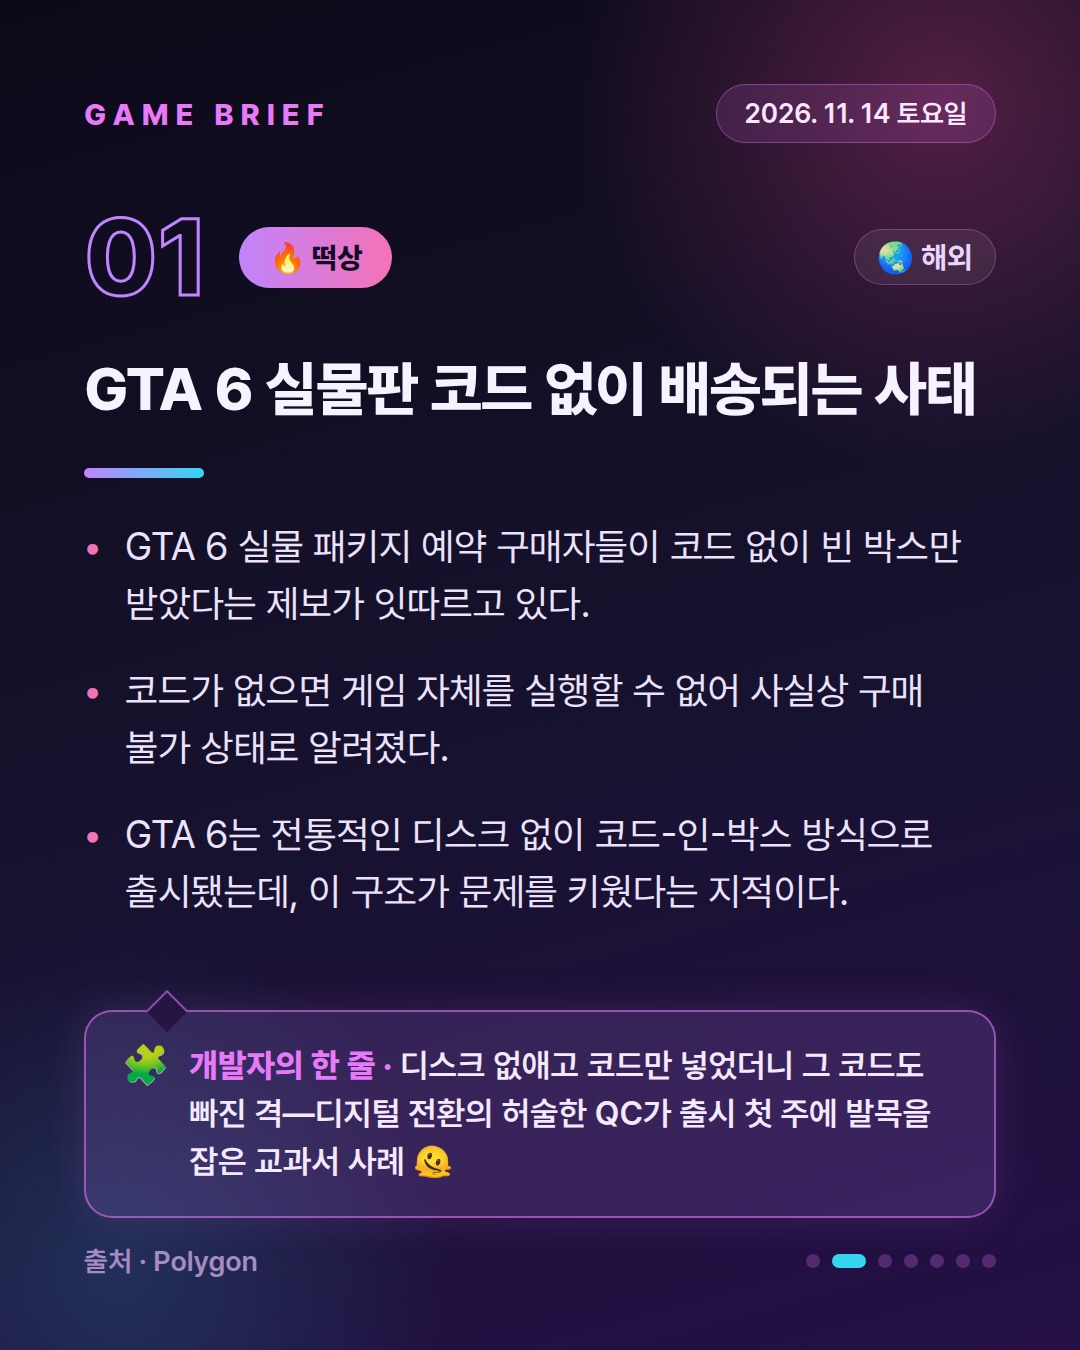 GAME BRIEF
2026. 11. 14 토요일
01
🔥 떡상
🌏 해외
GTA 6 실물판 코드 없이 배송되는 사태
• GTA 6 실물 패키지 예약 구매자들이 코드 없이 빈 박스만
받았다는 제보가 잇따르고 있다.
• 코드가 없으면 게임 자체를 실행할 수 없어 사실상 구매
불가 상태로 알려졌다.
• GTA 6는 전통적인 디스크 없이 코드-인-박스 방식으로
출시됐는데, 이 구조가 문제를 키웠다는 지적이다.
🧩 개발자의 한 줄 · 디스크 없애고 코드만 넣었더니 그 코드도
빠진 격—디지털 전환의 허술한 QC가 출시 첫 주에 발목을
잡은 교과서 사례 🫠
출처 · Polygon